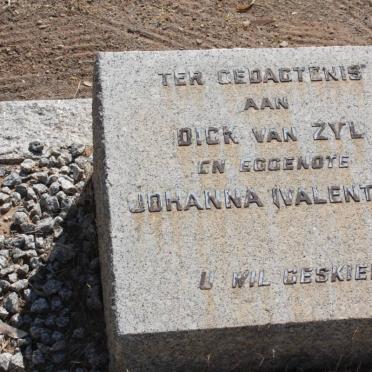 TER GEDAGTENIS
AAN
DICK VAN ZYL
EN EGGENOTE
JOHANNA (VALENT
U WIL GESKIE